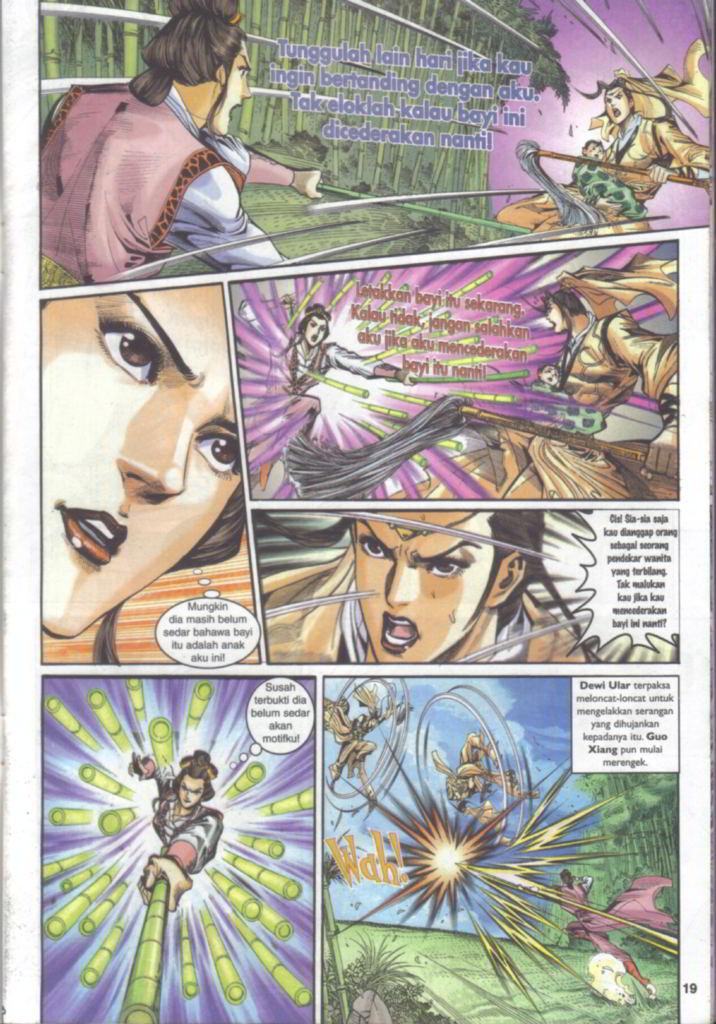 Tunggulah lain hari jika kau
ingin bertanding dengan aku.
Tak eloklah kalau bayi ini
dicederakan nanti!
Letakkan bayi itu sekarang.
Kalau tidak, jangan salahkan
aku jika aku mencederakan
bayi itu nanti!
Mungkin
dia masih belum
sedar bahawa bayi
itu adalah anak
aku ini!
Cis! Sia-sia saja
kau dianggap orang
sebagai seorang
pendekar wanita
yang terbilang.
Tak malukan
kau jika kau
mencederakan
bayi ini nanti?
Susah
terbukti dia
belum sedar
akan
motifku!
Dewi Ular terpaksa
meloncat-loncat untuk
mengelakkan serangan
yang dihujankan
kepadanya itu. Guo
Xiang pun mulai
merengek.
Wah!
19